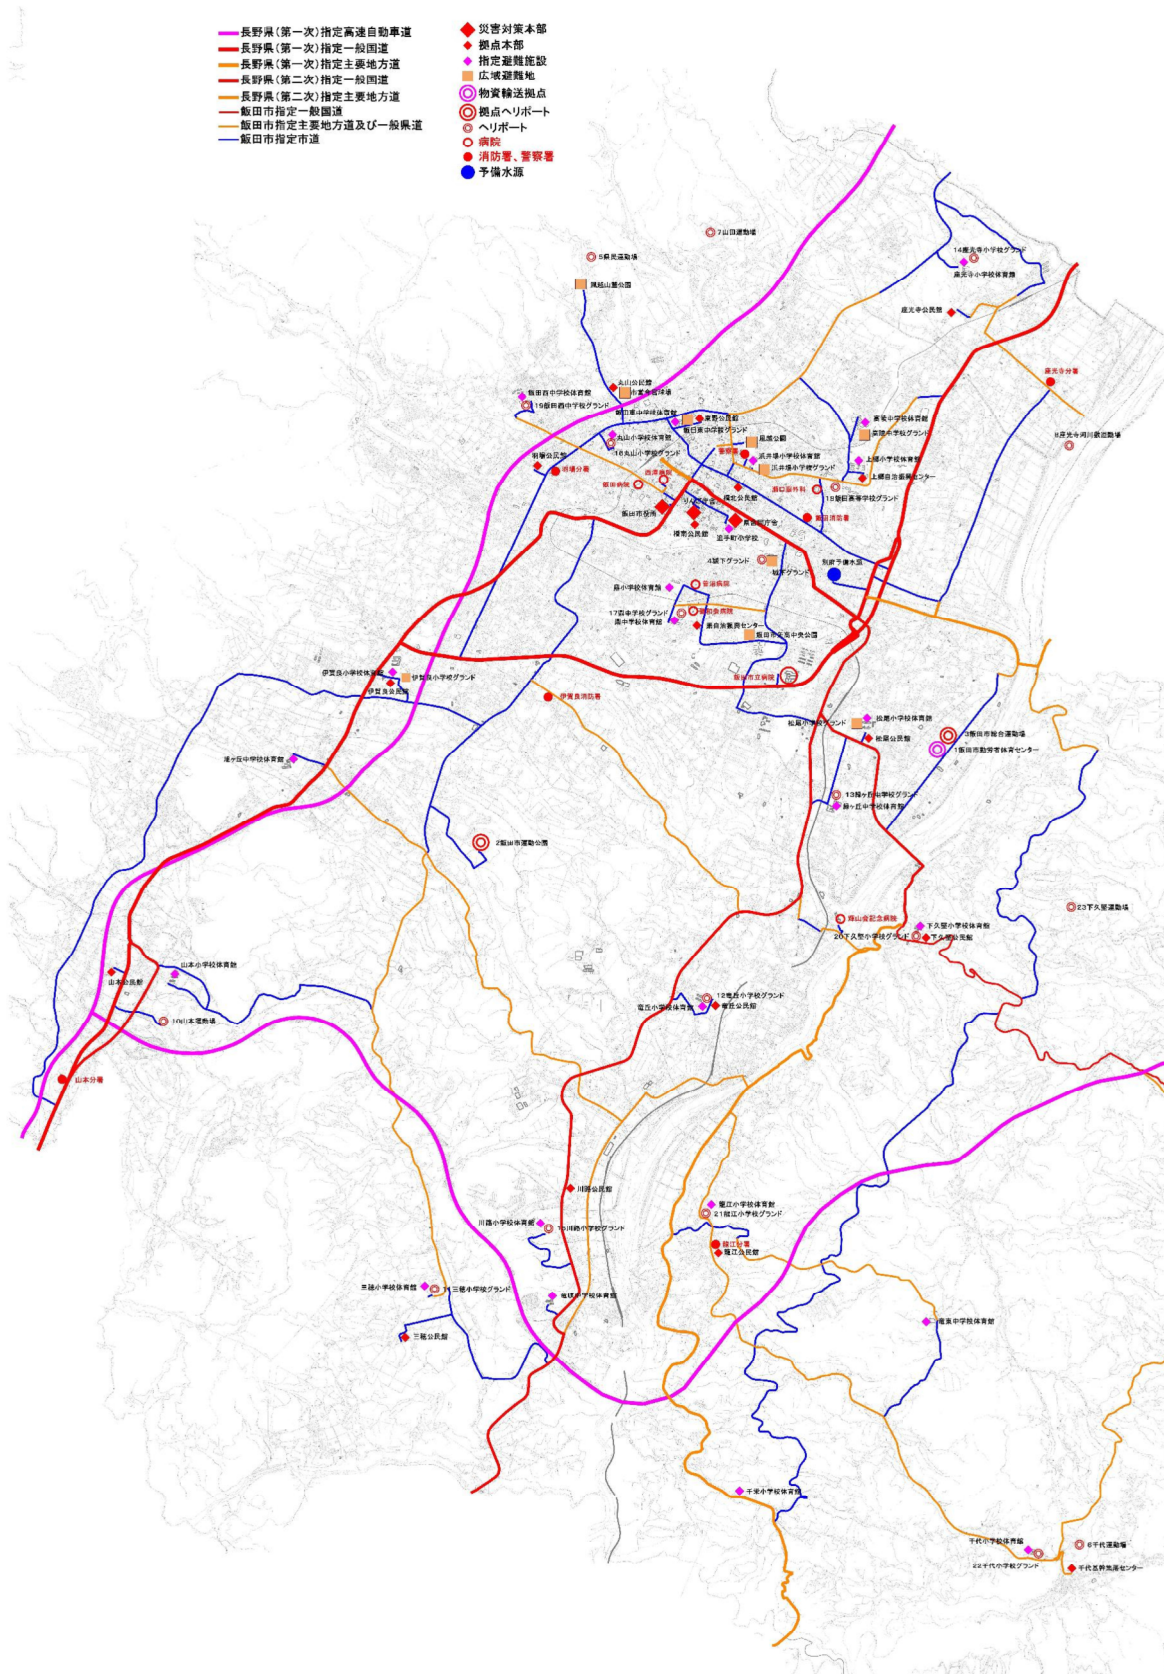 長野県(第一次)指定高速自動車道
長野県(第一次)指定一般国道
長野県(第一次)指定主要地方道
長野県(第二次)指定一般国道
長野県(第二次)指定主要地方道
飯田市指定一般国道
飯田市指定主要地方道及び一般県道
飯田市指定市道
災害対策本部
拠点本部
指定避難施設
広域避難地
物資輸送拠点
拠点ヘリポート
ヘリポート
病院
消防署、警察署
予備水源
7山田運動場
5県民運動場
風越山麓公園
14座光寺小学校グランド
座光寺小学校体育館
座光寺公民館
座光寺分署
丸山公民館
飯田西中学校体育館
19飯田西中学校グランド
飯田東中学校体育館
東野公民館
飯田東中学校グランド
丸山小学校体育館
16丸山小学校グランド
羽場公民館
羽場分署
風越公園
警察署
浜井場小学校体育館
浜井場小学校グランド
高陵中学校体育館
高陵中学校グランド
上郷小学校体育館
上郷自治振興センター
18飯田高等学校グランド
飯田病院
橋北公民館
飯田消防署
飯田市役所
橋南公民館
追手町小学校
4城下グランド
城下グランド
別府予備水源
鼎小学校体育館
17鼎中学校グランド
鼎中学校体育館
鼎自治振興センター
飯田市矢高中央公園
飯田市立病院
伊賀良小学校体育館
伊賀良小学校グランド
伊賀良公民館
伊賀良消防署
旭ヶ丘中学校体育館
松尾小学校グランド
松尾小学校体育館
松尾公民館
3飯田市総合運動場
1飯田市勤労者体育センター
13緑ヶ丘中学校グランド
緑ヶ丘中学校体育館
2飯田市運動公園
23下久堅運動場
輝山会記念病院
下久堅小学校体育館
20下久堅小学校グランド
下久堅公民館
山本小学校体育館
山本公民館
10山本運動場
山本分署
12竜丘小学校グランド
竜丘小学校体育館
竜丘公民館
川路公民館
川路小学校体育館
15川路小学校グランド
龍江小学校体育館
21龍江小学校グランド
龍江分署
龍江公民館
三穂小学校体育館
11三穂小学校グランド
三穂公民館
竜峡中学校体育館
竜東中学校体育館
千栄小学校体育館
千代小学校体育館
22千代小学校グランド
6千代運動場
千代基幹集落センター